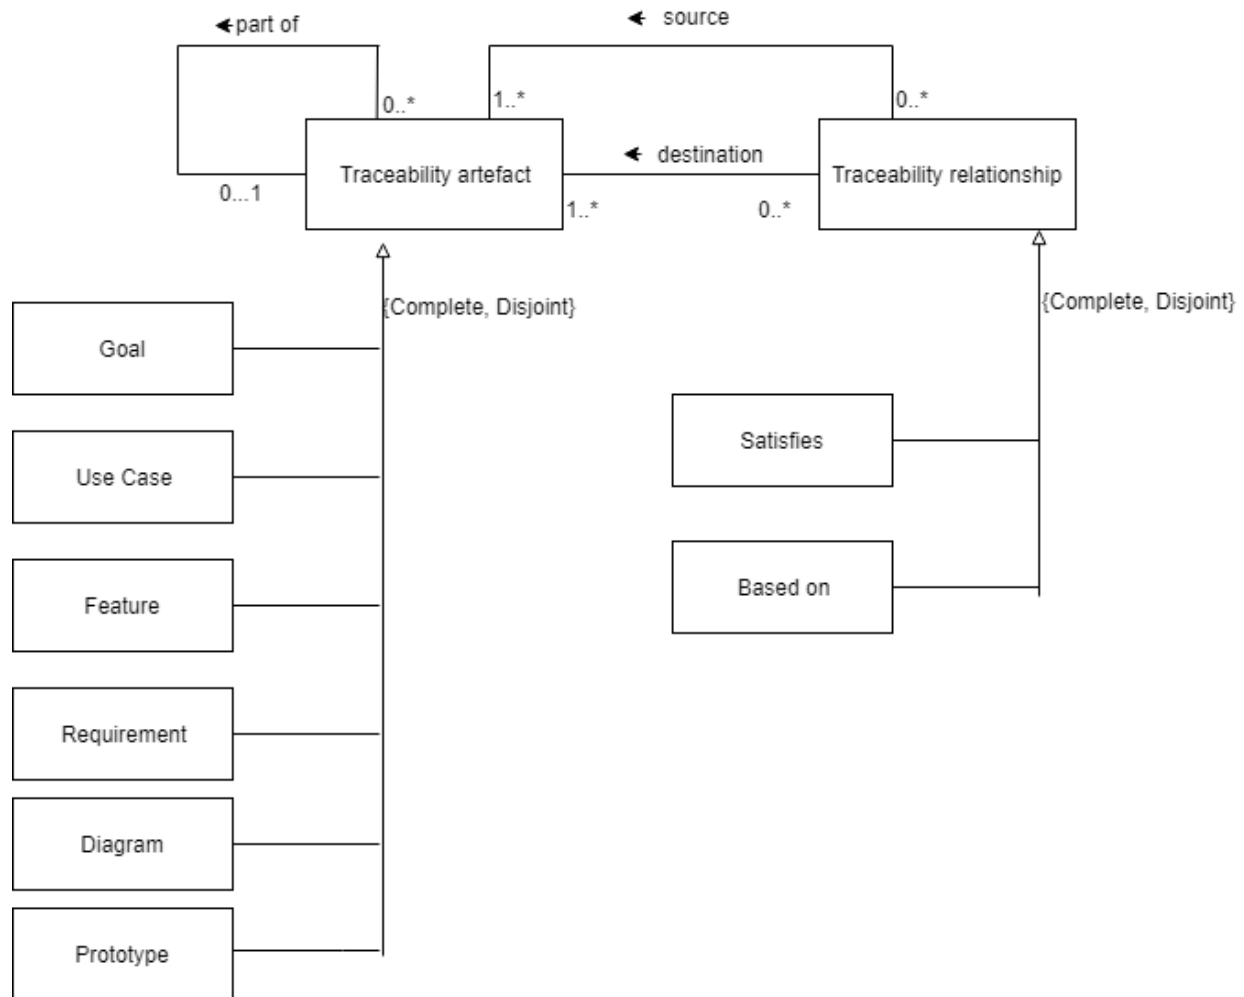 part of
source
0..*
1..*
0..*
destination
Traceability artefact
Traceability relationship
0...1
1..*
0..*
{Complete, Disjoint}
{Complete, Disjoint}
Goal
Satisfies
Use Case
Based on
Feature
Requirement
Diagram
Prototype